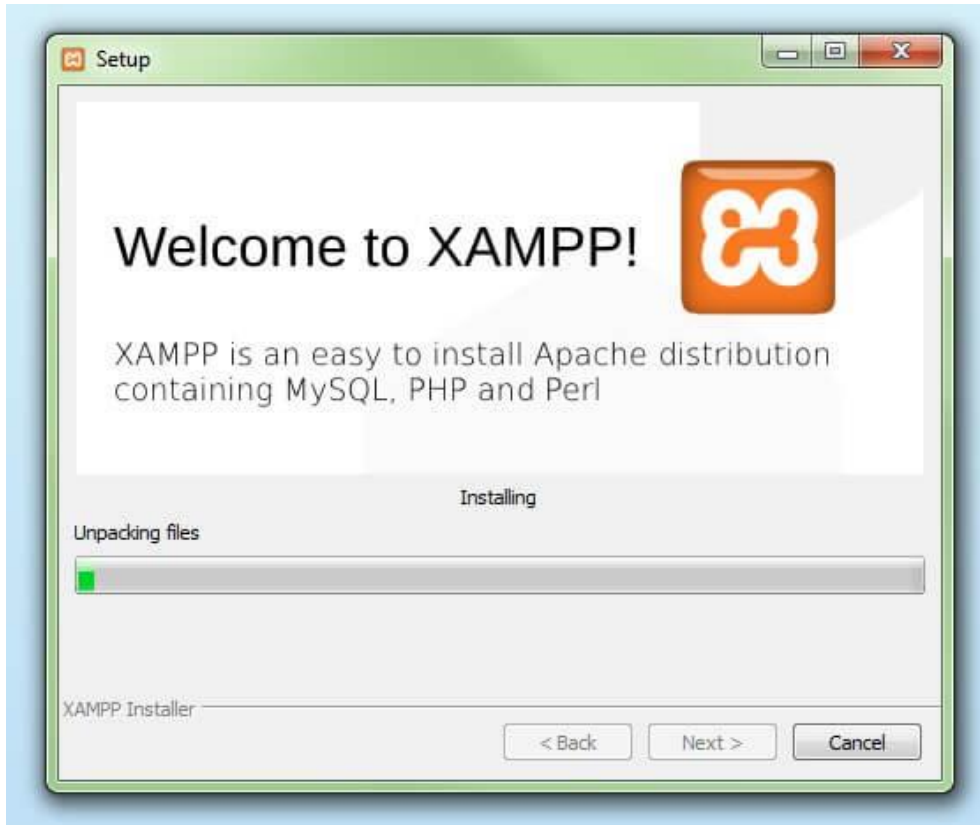 Setup
Welcome to XAMPP!
XAMPP is an easy to install Apache distribution
containing MySQL, PHP and Perl
Installing
Unpacking files
XAMPP Installer
< Back
Next >
Cancel